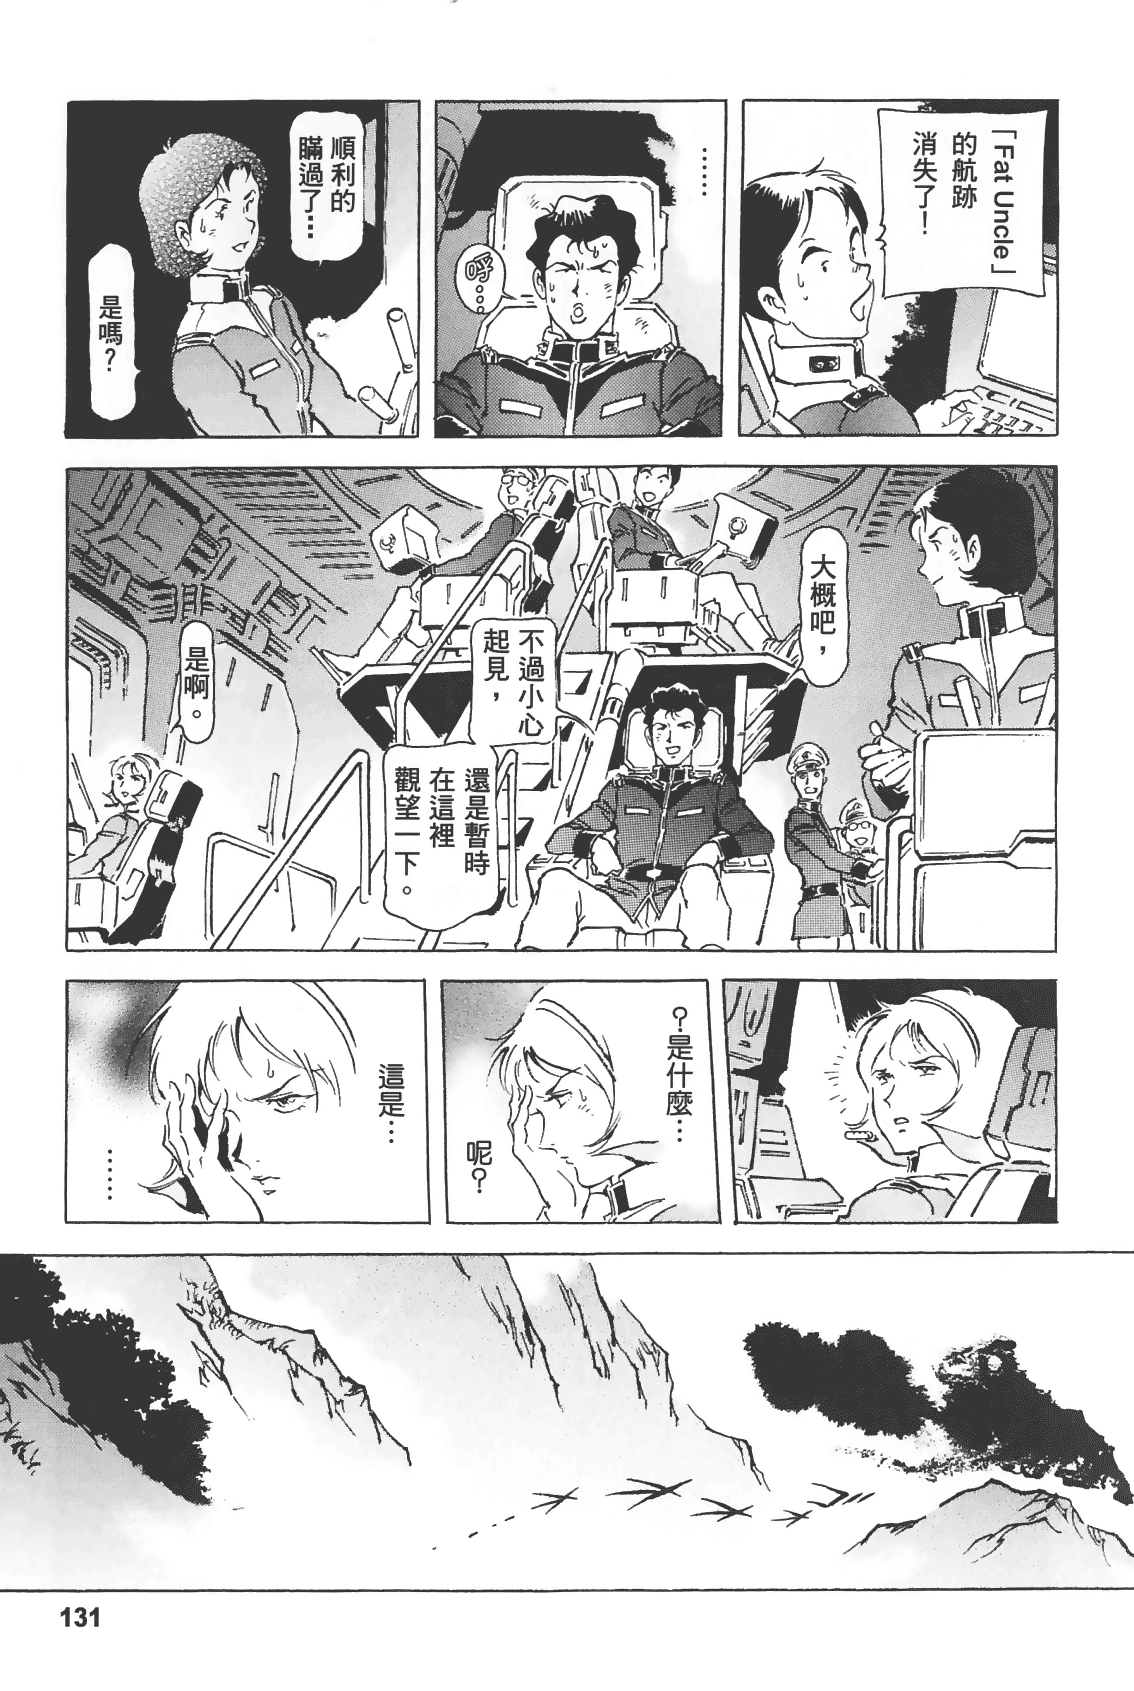 「Fat Uncle」
的航跡
消失了！
……
呼…
順利的
瞞過了…
是嗎？
大概吧，
不過小心
起見，
還是暫時
在這裡
觀望一下。
是啊。
？是什麼…
呢？
這是…
……
131